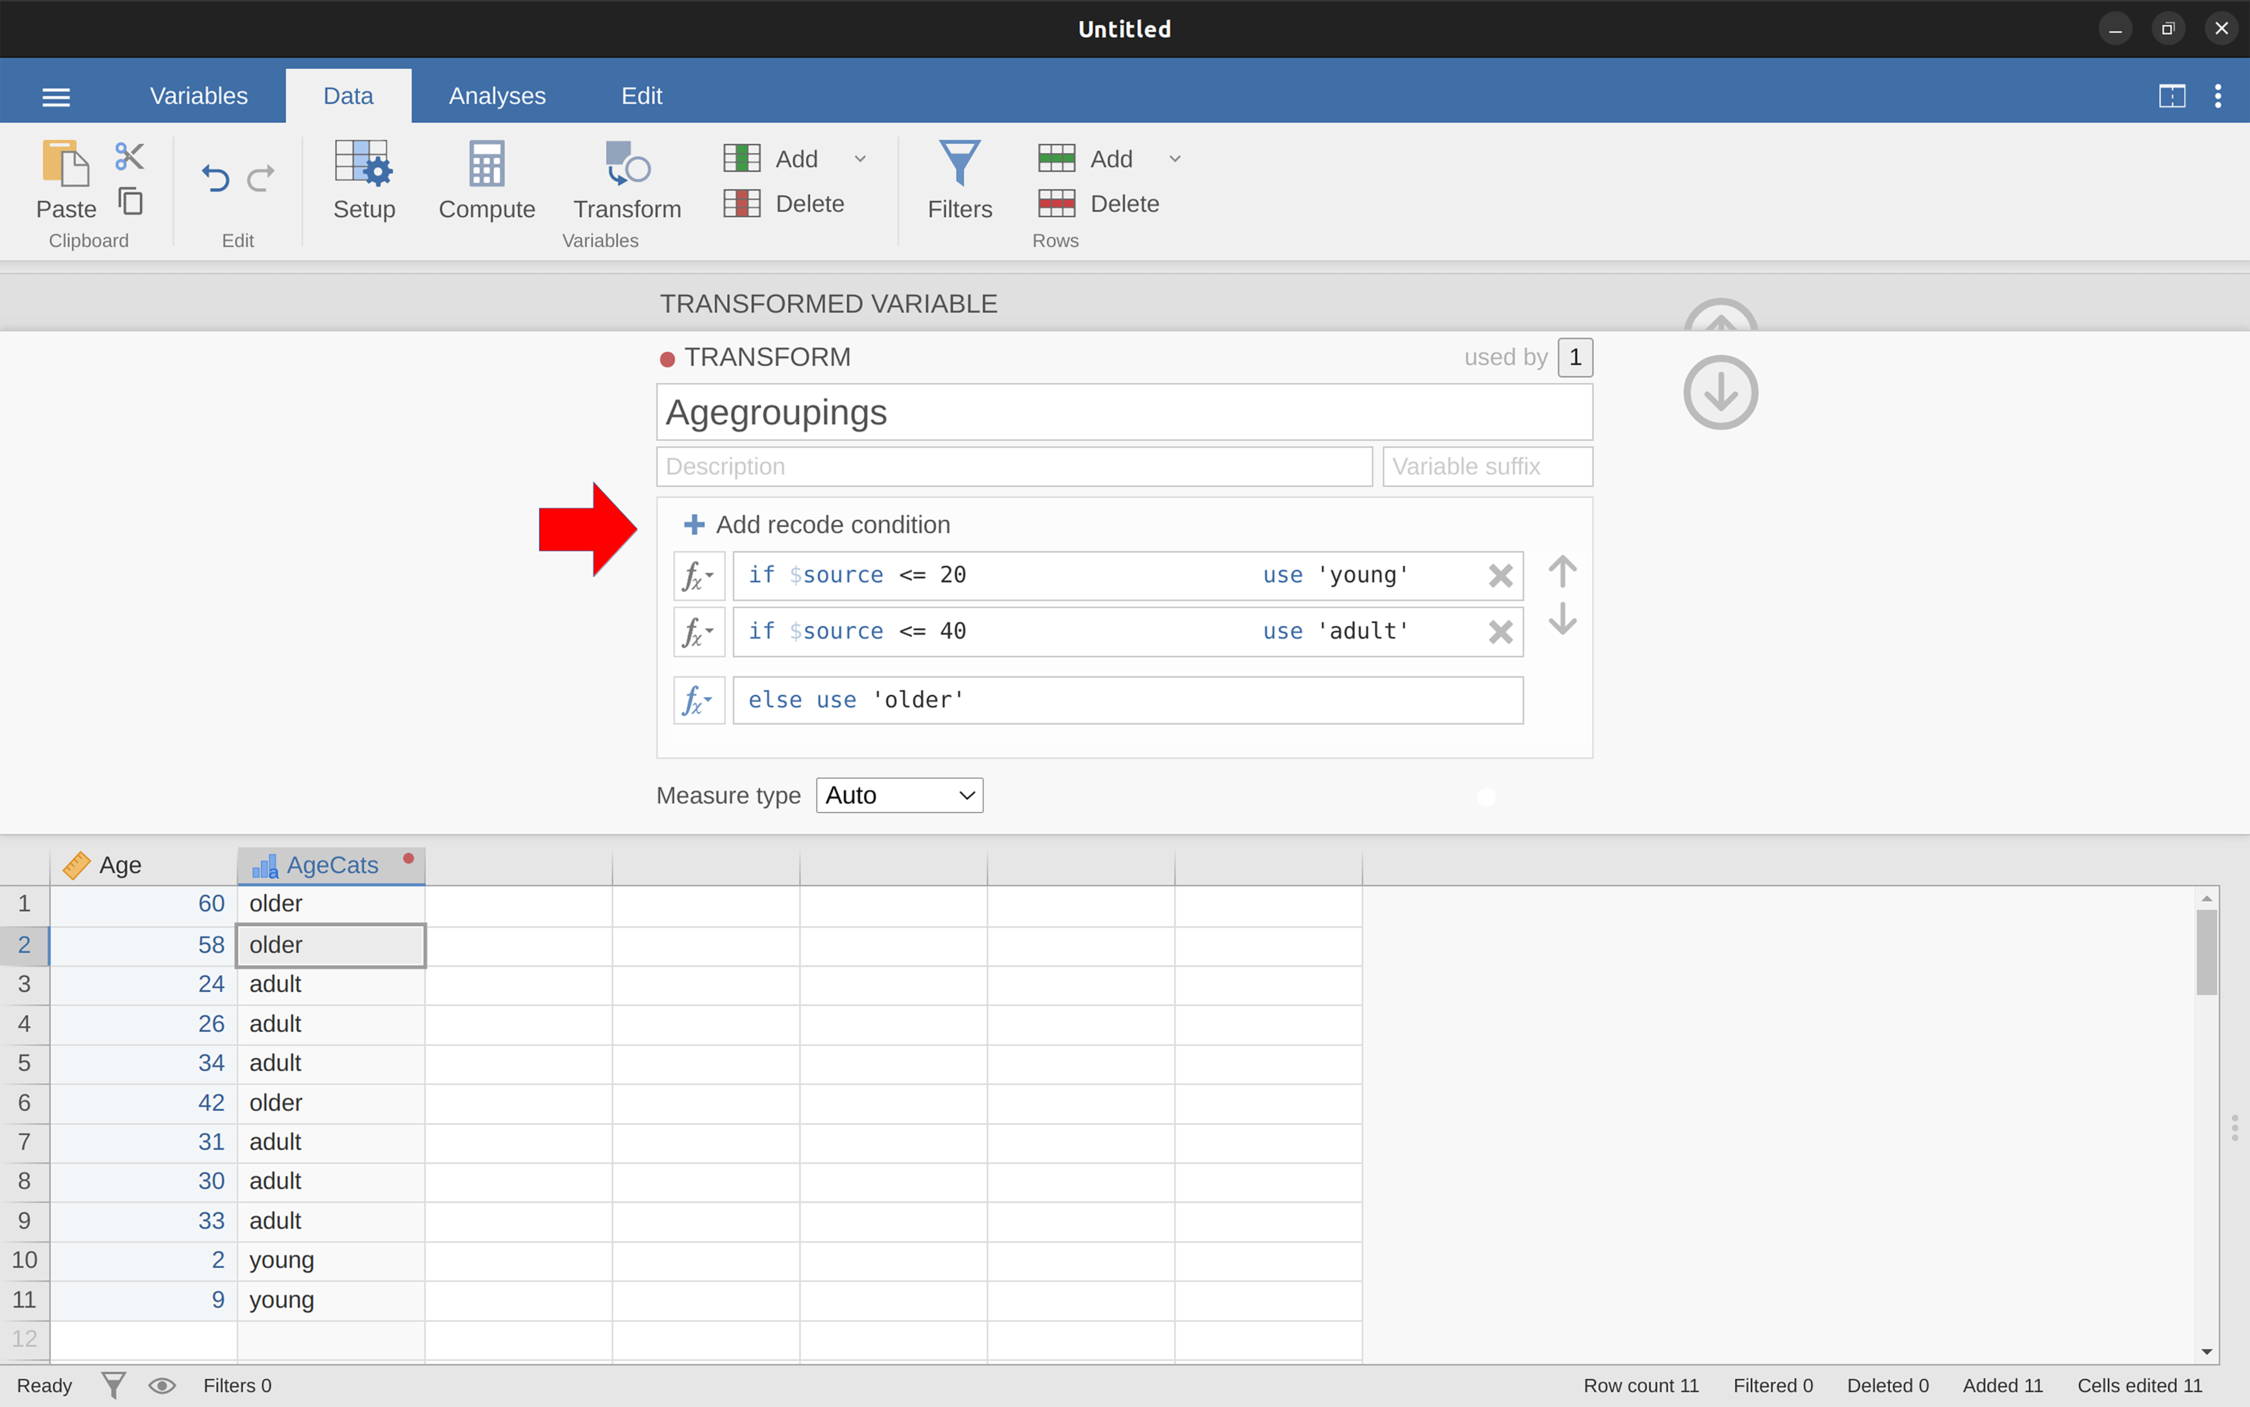 Untitled
Variables Data Analyses Edit
Paste Setup Compute Transform Add Delete Filters Add Delete
Clipboard Edit Variables Rows
TRANSFORMED VARIABLE
TRANSFORM used by 1
Agegroupings
Description Variable suffix
Add recode condition
fx if $source <= 20 use 'young'
fx if $source <= 40 use 'adult'
fx else use 'older'
Measure type Auto
Age AgeCats
1 60 older
2 58 older
3 24 adult
4 26 adult
5 34 adult
6 42 older
7 31 adult
8 30 adult
9 33 adult
10 2 young
11 9 young
12
Ready Filters 0 Row count 11 Filtered 0 Deleted 0 Added 11 Cells edited 11